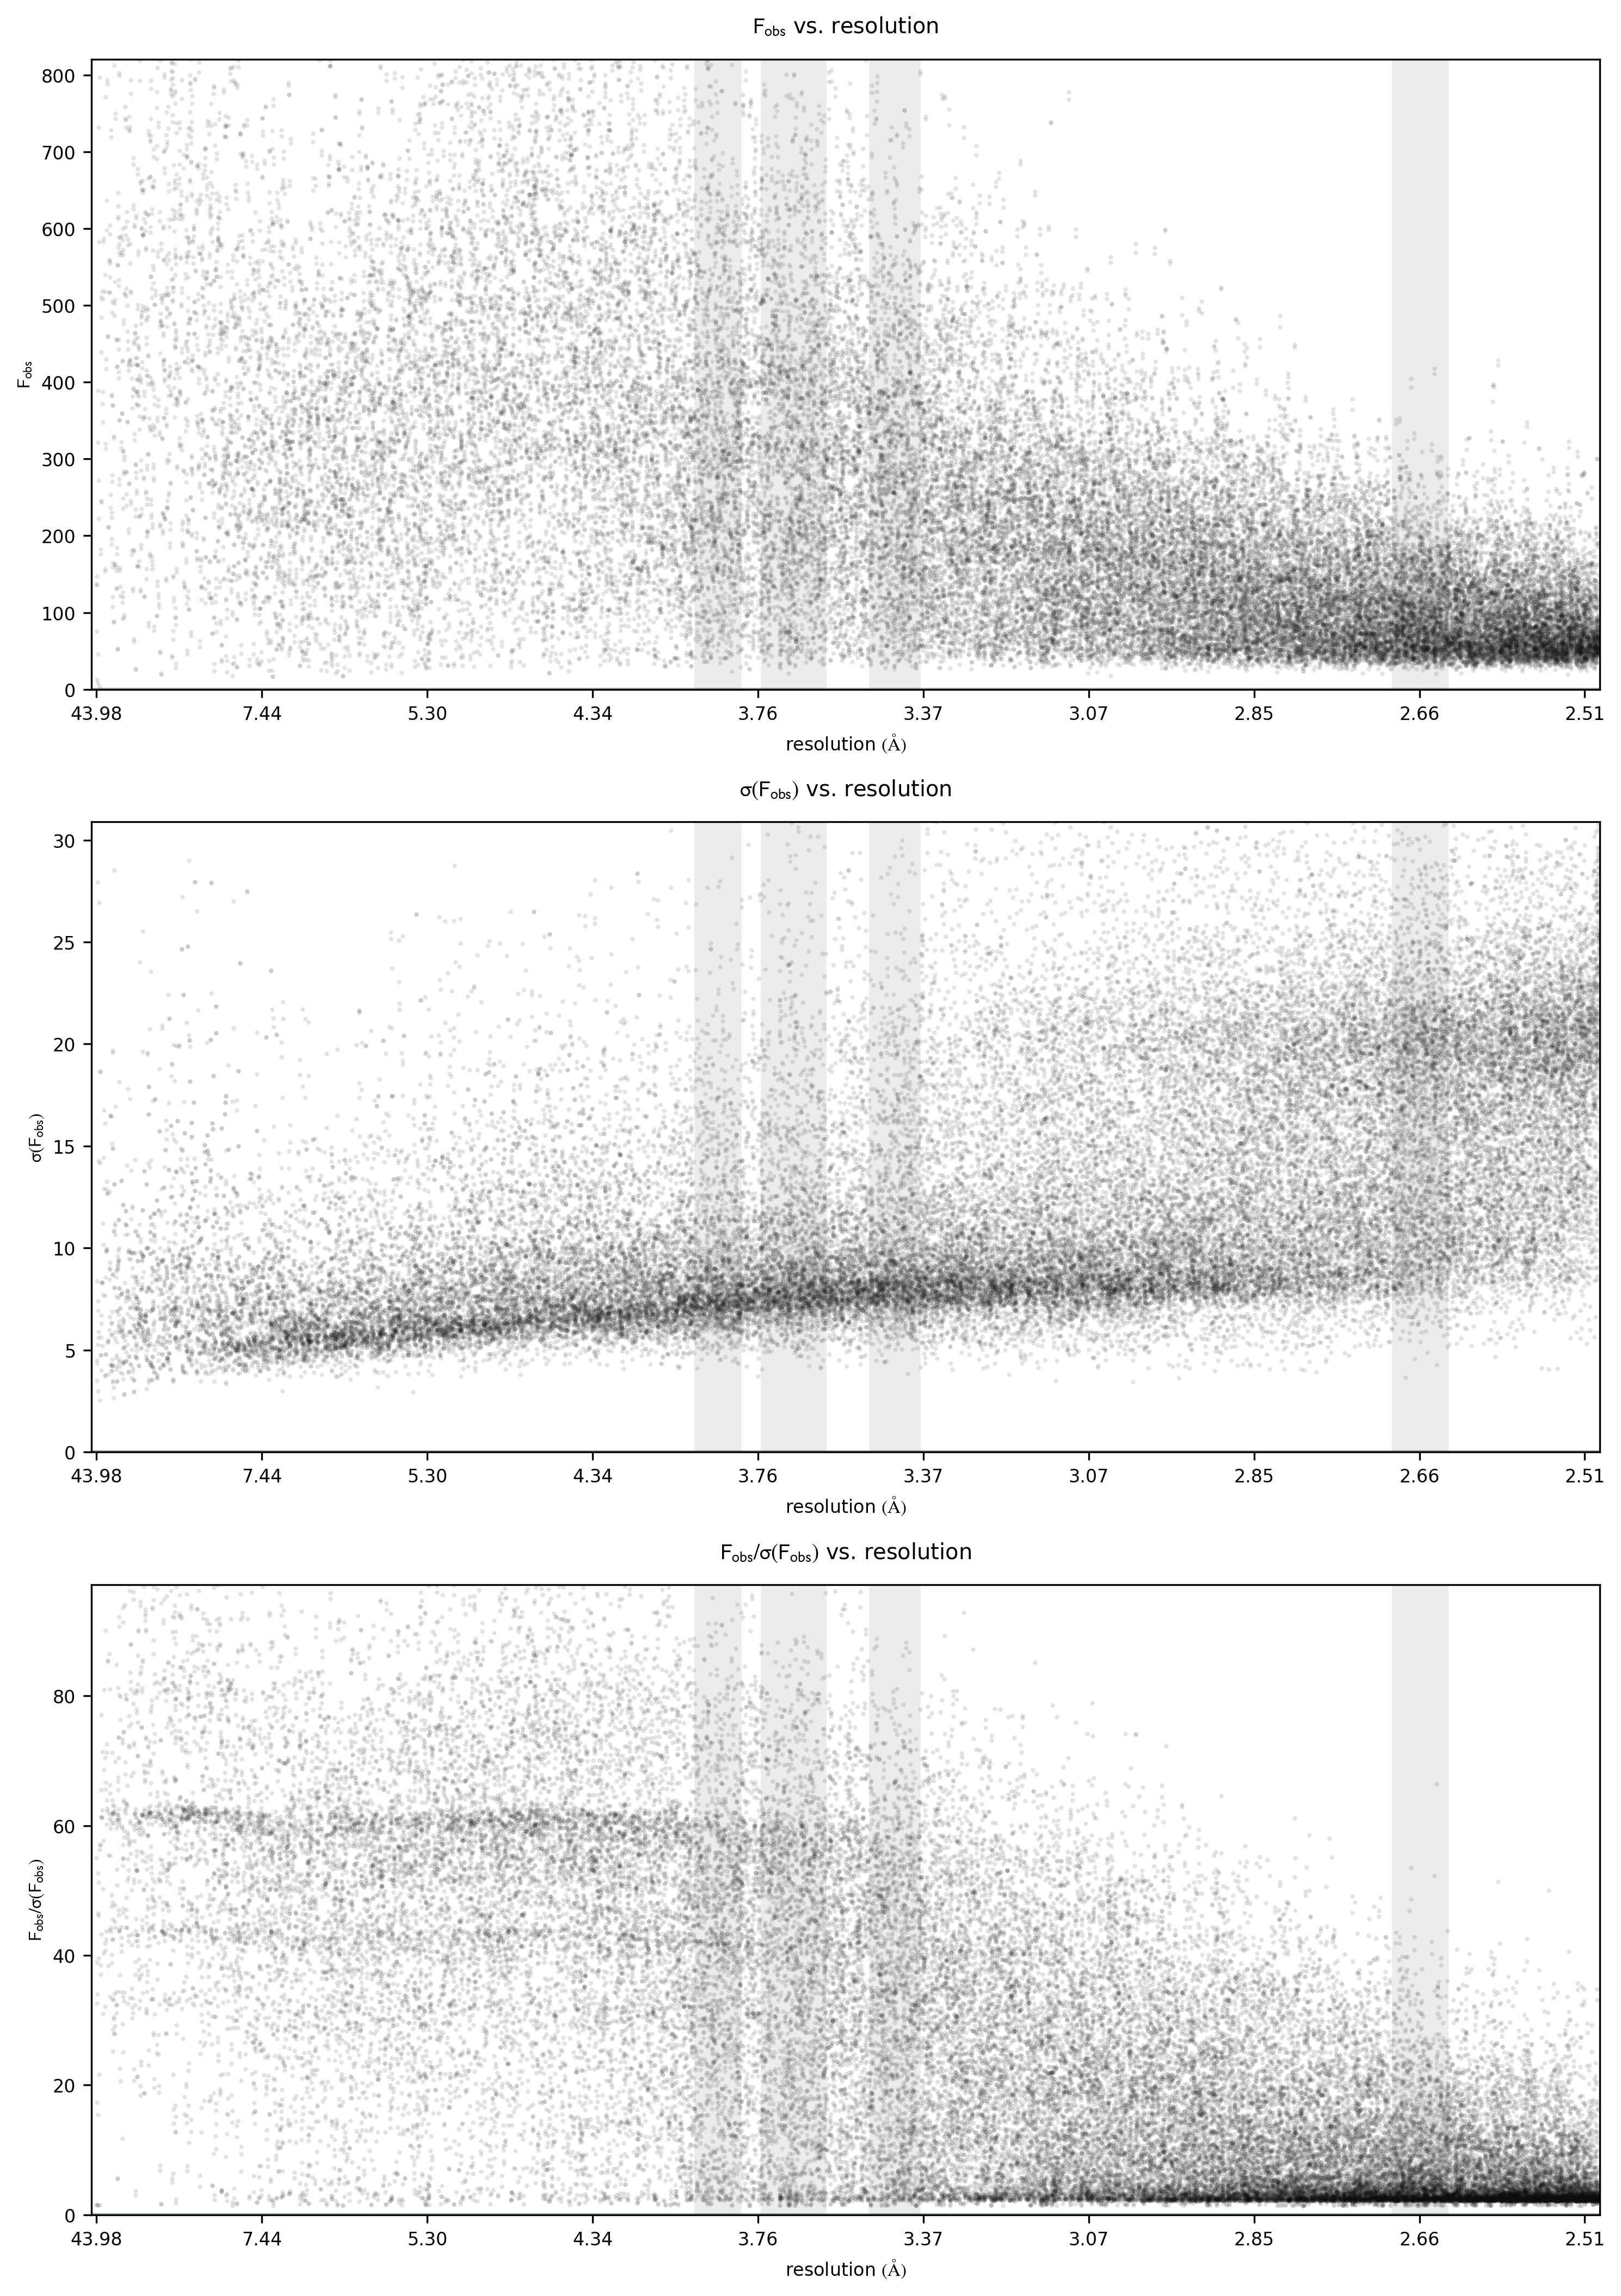 Fobs vs. resolution
800
700
600
500
400
300
200
100
0
Fobs
43.98 7.44 5.30 4.34 3.76 3.37 3.07 2.85 2.66 2.51
resolution (Å)
σ(Fobs) vs. resolution
30
25
20
15
10
5
0
σ(Fobs)
43.98 7.44 5.30 4.34 3.76 3.37 3.07 2.85 2.66 2.51
resolution (Å)
Fobs/σ(Fobs) vs. resolution
80
60
40
20
0
Fobs/σ(Fobs)
43.98 7.44 5.30 4.34 3.76 3.37 3.07 2.85 2.66 2.51
resolution (Å)